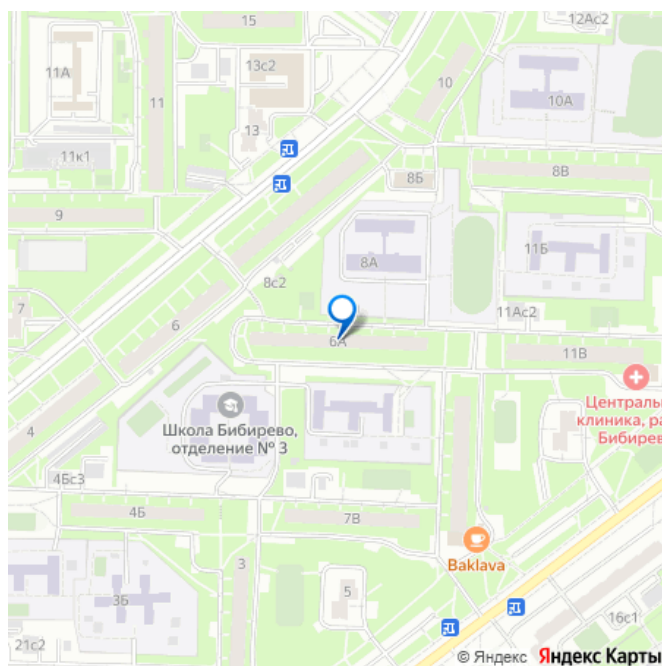 15
12Ас2
13с2
11А
10
11
10А
13
11к1
8Б
8В
9
11Б
8А
8с2
7
11Ас2
6
6А
11В
Централь
клиника, ра
Бибирев
Школа Бибирево,
отделение № 3
4
4Бс3
4Б
7В
Baklava
3
5
3Б
16с1
21с2
© Яндекс Яндекс Карты